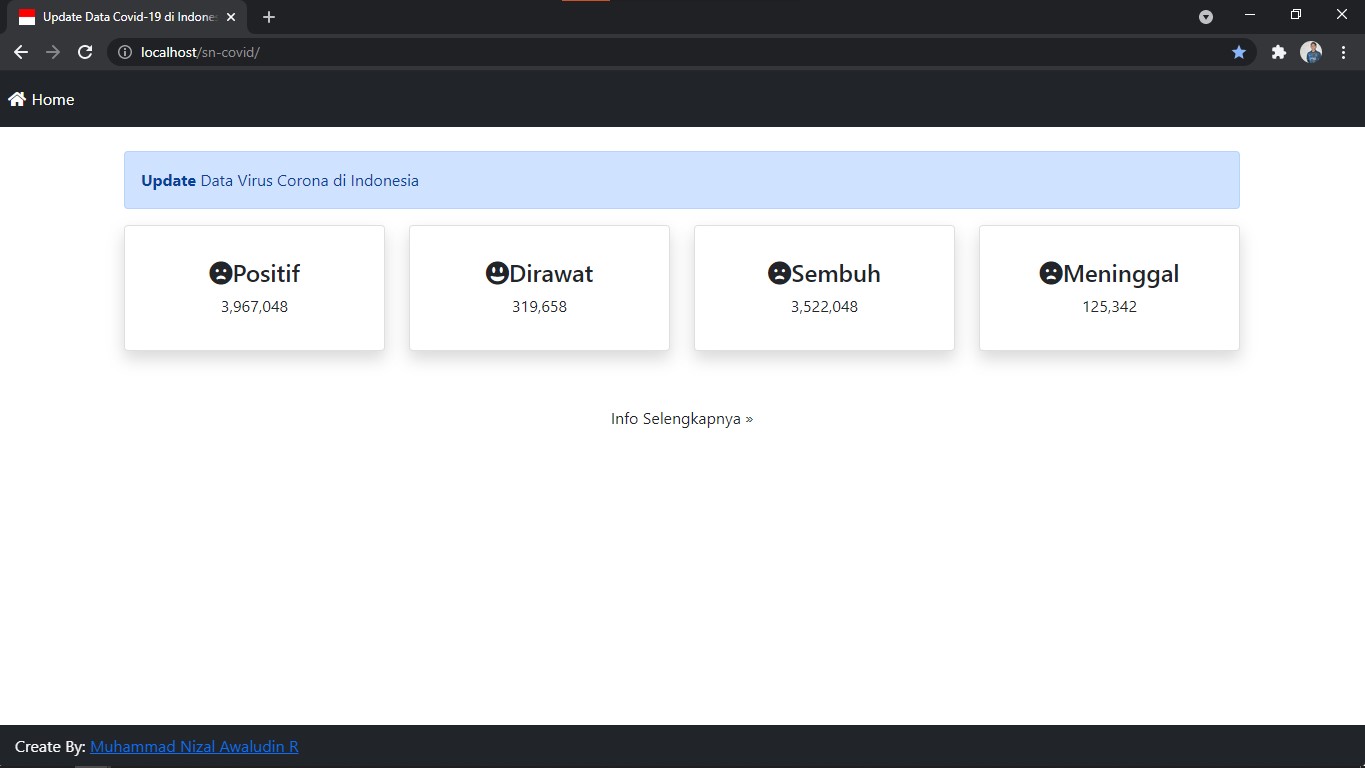 Update Data Covid-19 di Indones
localhost/sn-covid/
Home
Update Data Virus Corona di Indonesia
Positif
3,967,048
Dirawat
319,658
Sembuh
3,522,048
Meninggal
125,342
Info Selengkapnya »
Create By: Muhammad Nizal Awaludin R